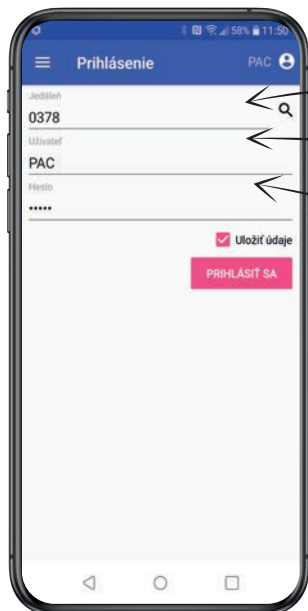 58% 11:50
Prihlásenie PAC
Jedáleň
0378
Užívateľ
PAC
Heslo
•••••
Uložiť údaje
PRIHLÁSIŤ SA